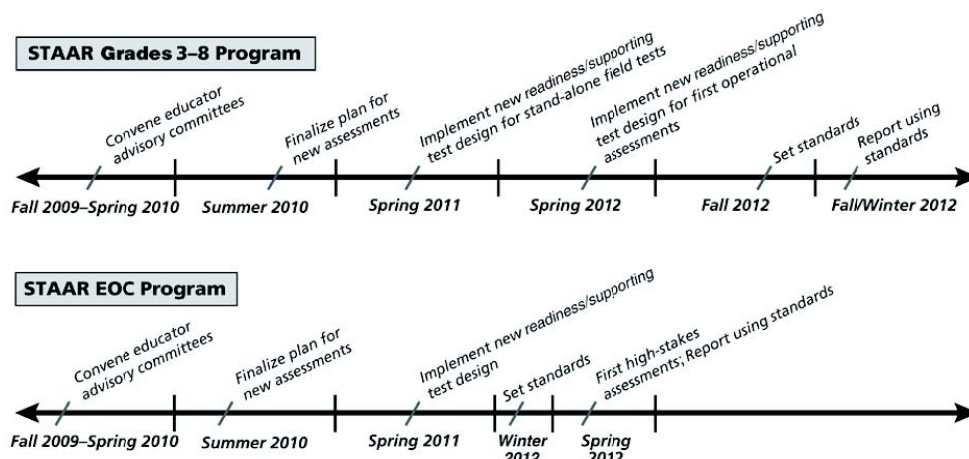 STAAR Grades 3–8 Program
Convene educator
advisory committees
Finalize plan for
new assessments
Implement new readiness/supporting
test design for stand-alone field tests
Implement new readiness/supporting
test design for first operational
assessments
Set standards
Report using
standards
Fall 2009–Spring 2010
Summer 2010
Spring 2011
Spring 2012
Fall 2012
Fall/Winter 2012
STAAR EOC Program
Convene educator
advisory committees
Finalize plan for
new assessments
Implement new readiness/supporting
test design
Set standards
First high-stakes
assessments; Report using standards
Fall 2009–Spring 2010
Summer 2010
Spring 2011
Winter
2012
Spring
2012